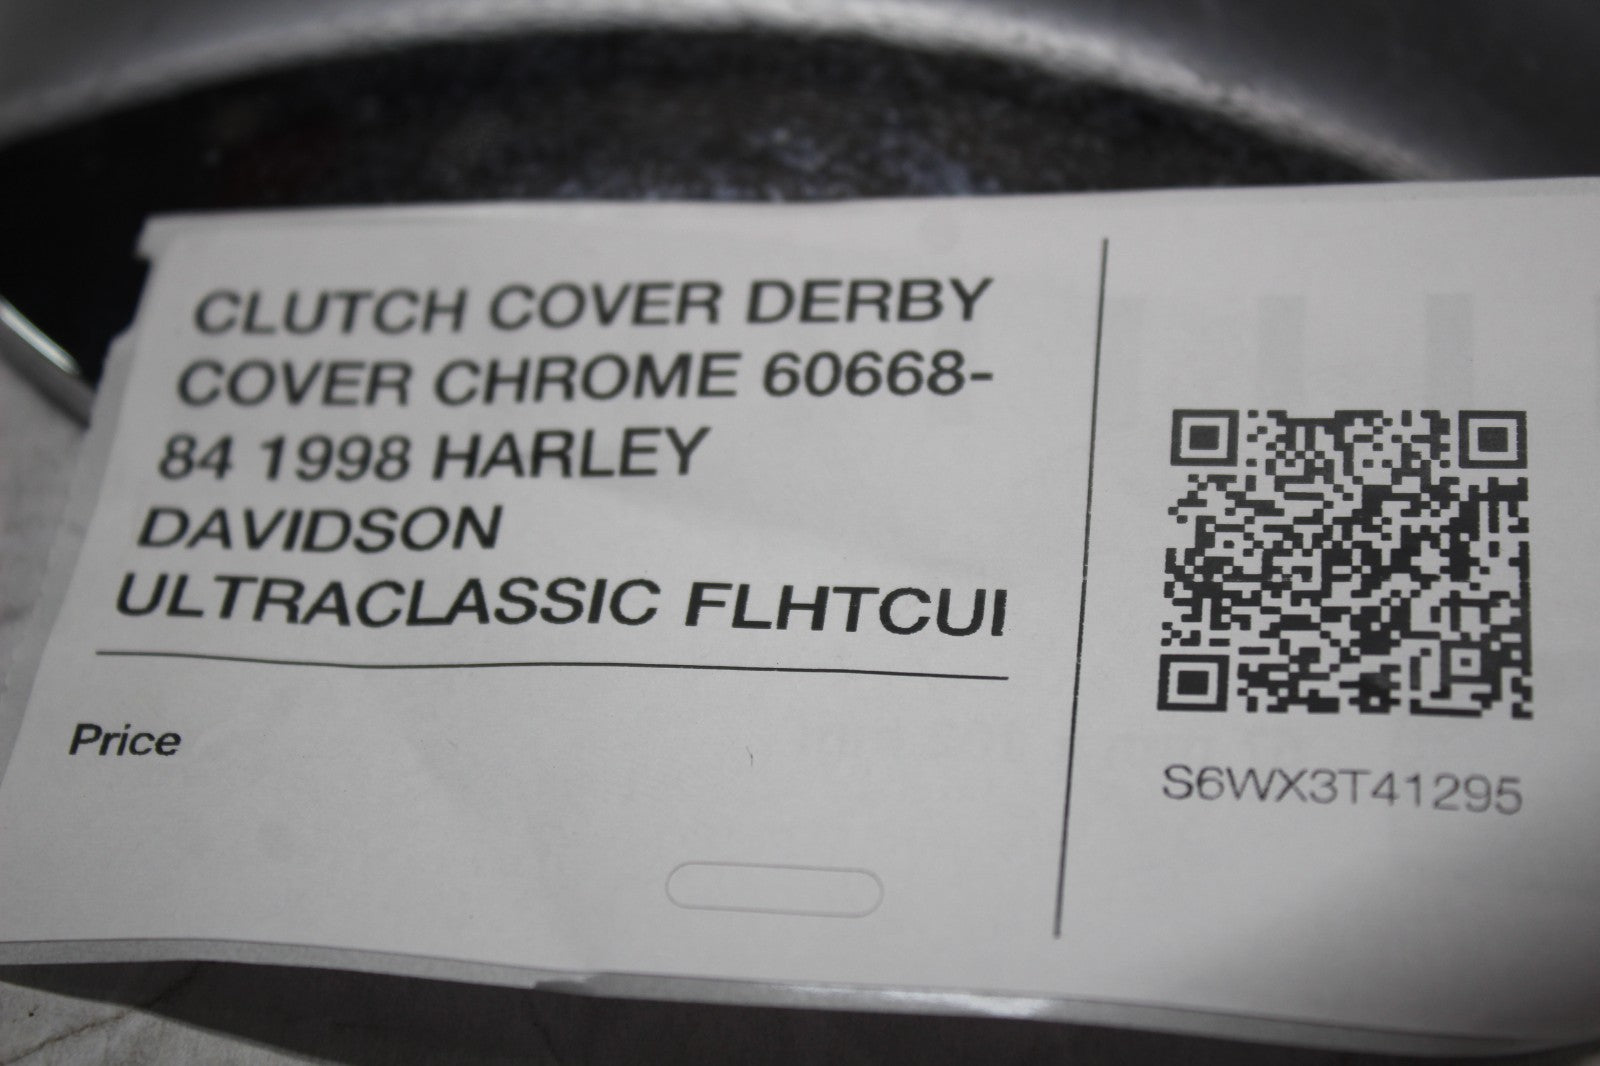 CLUTCH COVER DERBY
COVER CHROME 60668-
84 1998 HARLEY
DAVIDSON
ULTRACLASSIC FLHTCUI
Price
S6WX3T41295